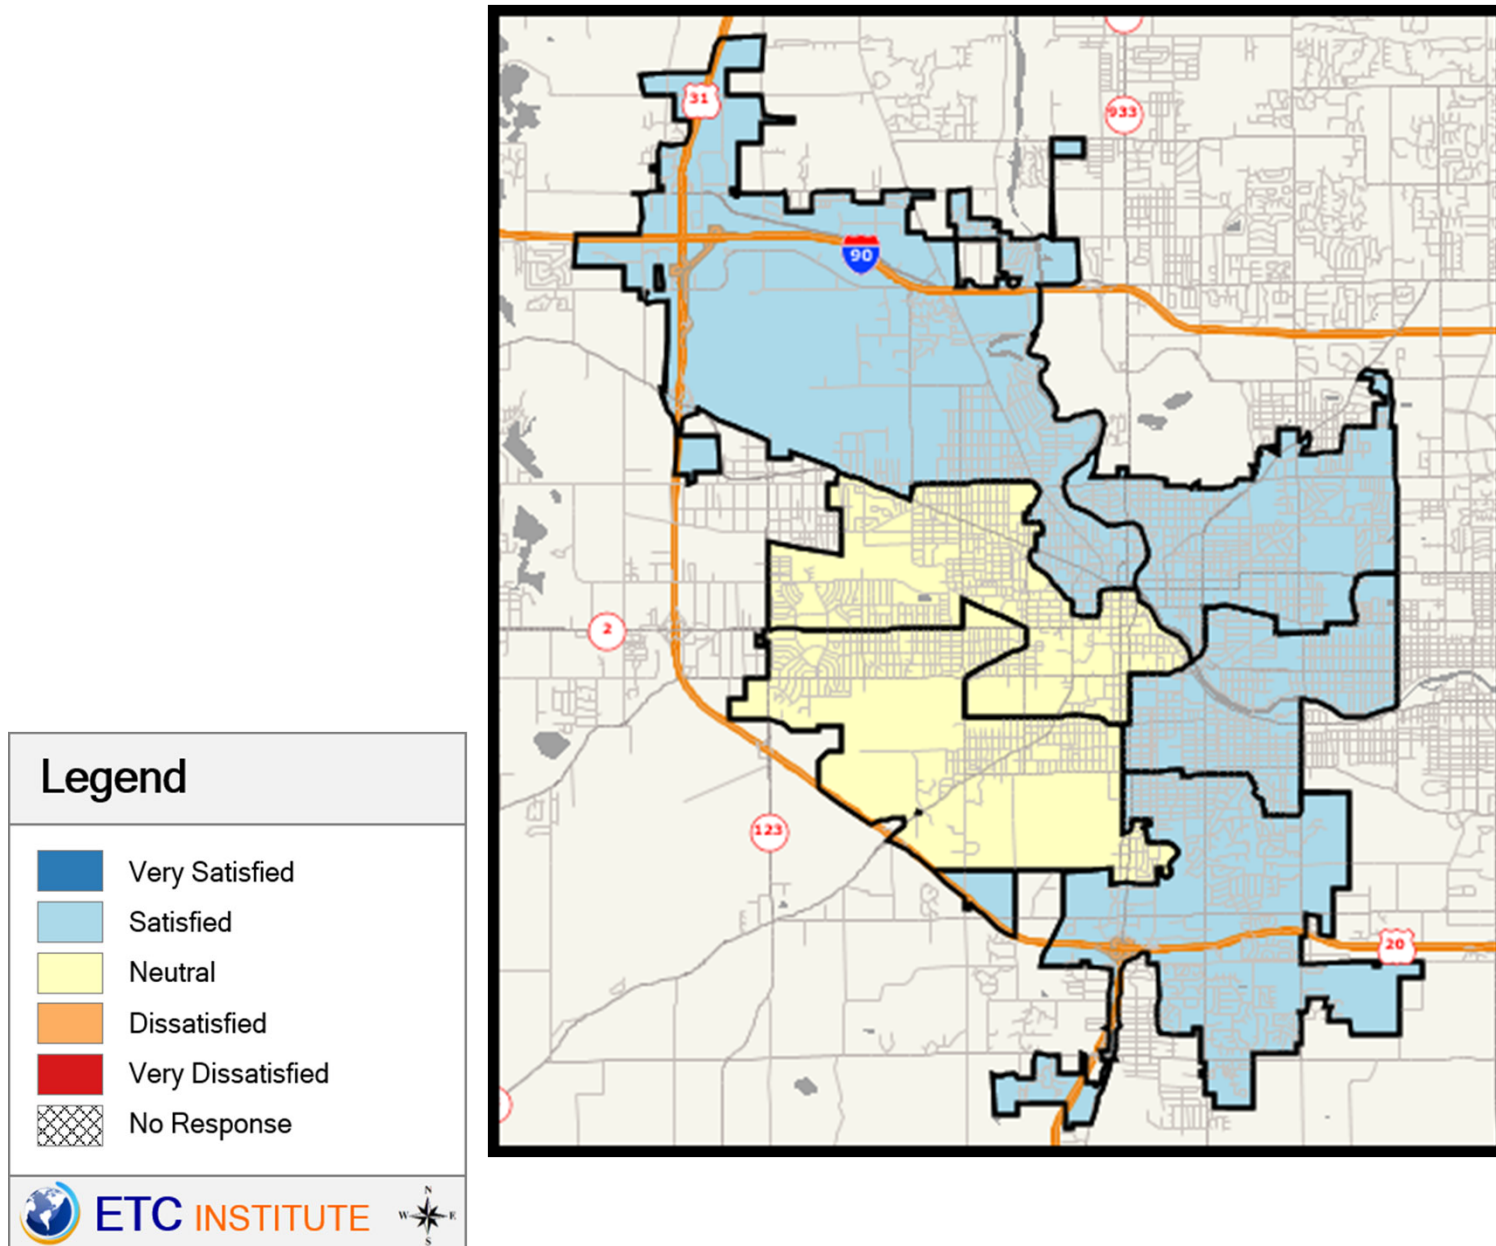 31
933
90
2
123
20
Legend
Very Satisfied
Satisfied
Neutral
Dissatisfied
Very Dissatisfied
No Response
ETC INSTITUTE
N
W E
S